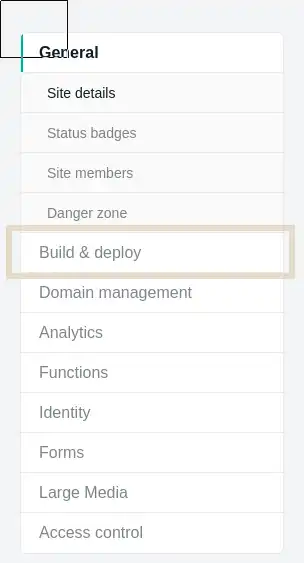 General
Site details
Status badges
Site members
Danger zone
Build & deploy
Domain management
Analytics
Functions
Identity
Forms
Large Media
Access control